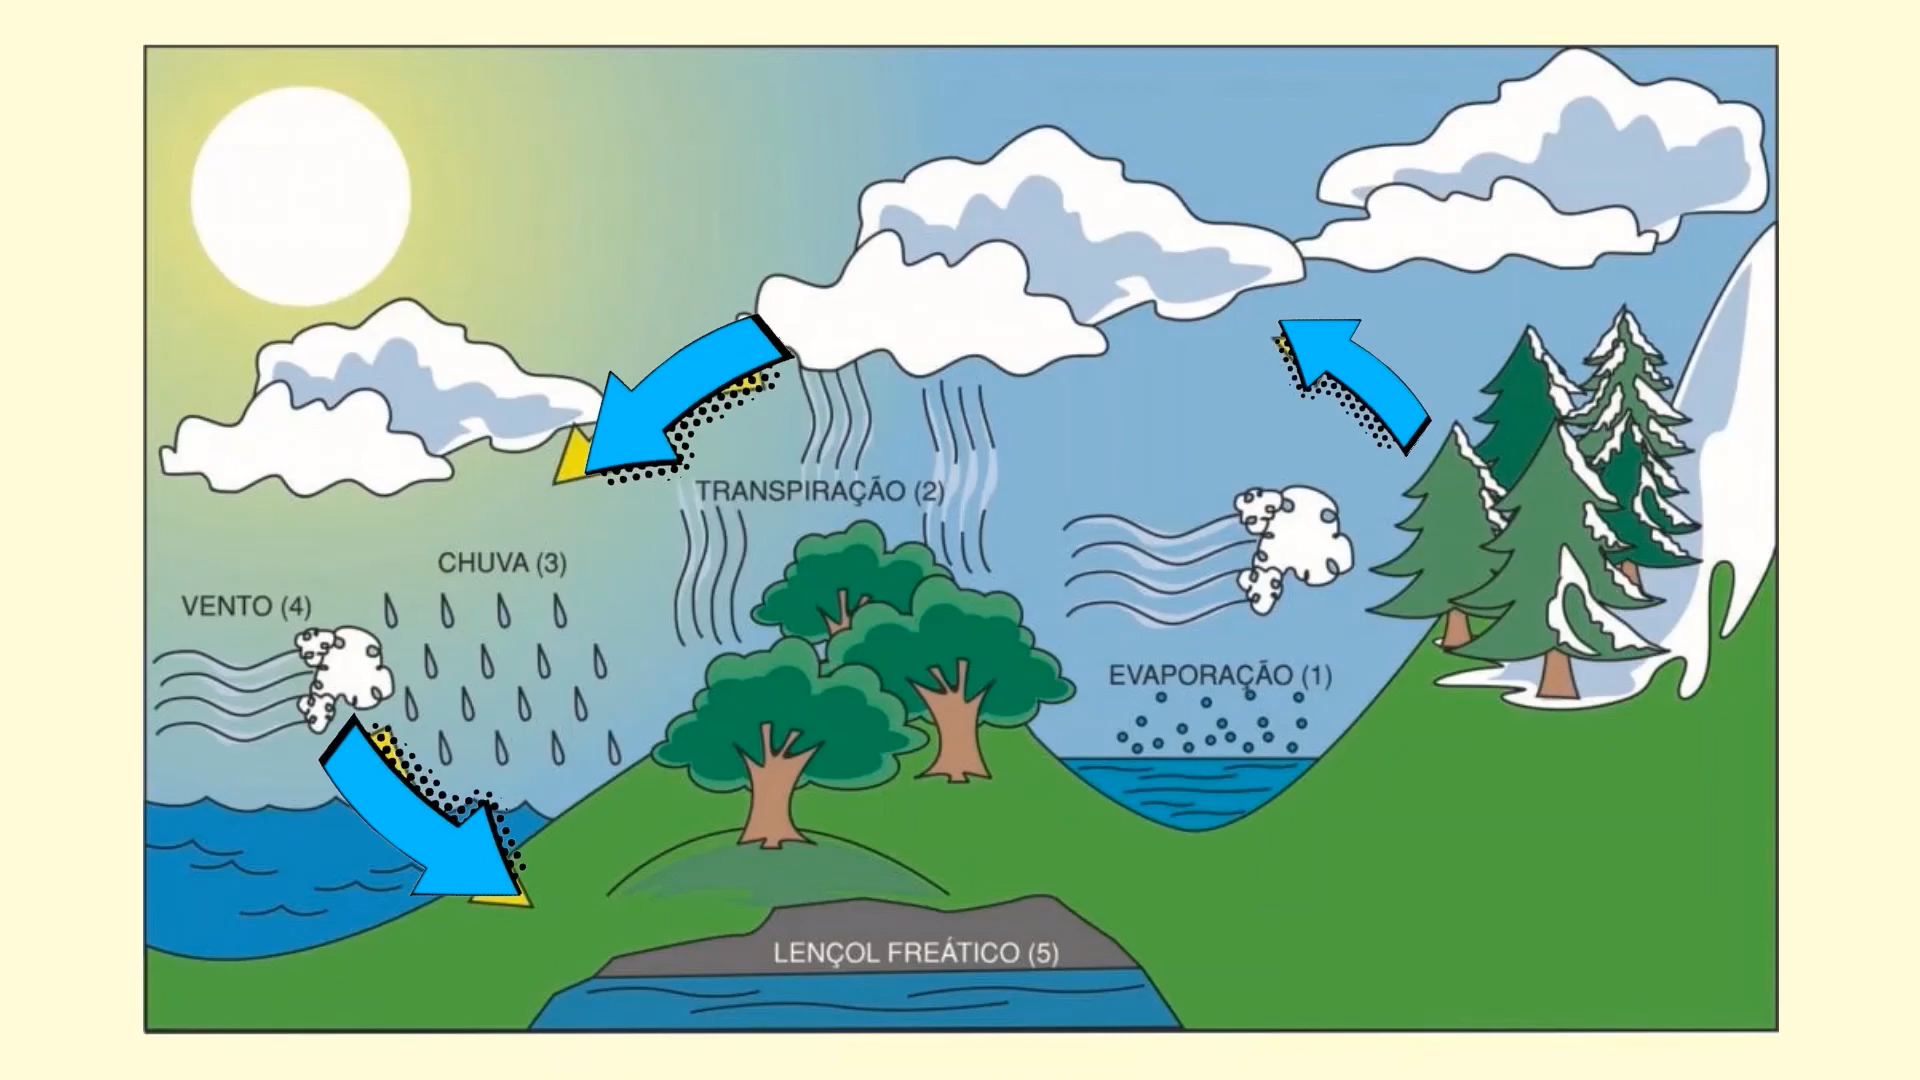 TRANSPIRAÇÃO (2)
CHUVA (3)
VENTO (4)
EVAPORAÇÃO (1)
LENÇOL FREÁTICO (5)